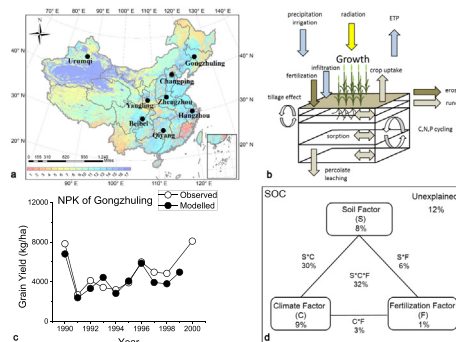 70° E 80° E 90° E 100° E 110° E 120° E 130° E
40° N
30° N
20° N
40° N
30° N
20° N
N
Urumqi
Gongzhuling
Changping
Yangling
Zhengzhou
Hangzhou
Beibei
Qiyang
90° E 100° E 110° E 120° E
a
precipitation
irrigation
radiation
ETP
Growth
infiltration
fertilization
crop uptake
tillage effect
eros
runo
C,N,P cycling
sorption
percolate
leaching
b
NPK of Gongzhuling
Observed
Modelled
Grain Yield (kg/ha)
12000
8000
4000
0
1990 1992 1994 1996 1998 2000
Year
c
SOC
Unexplained
12%
Soil Factor
(S)
8%
S*C
30%
S*F
6%
S*C*F
32%
Climate Factor
(C)
9%
C*F
3%
Fertilization Factor
(F)
1%
d